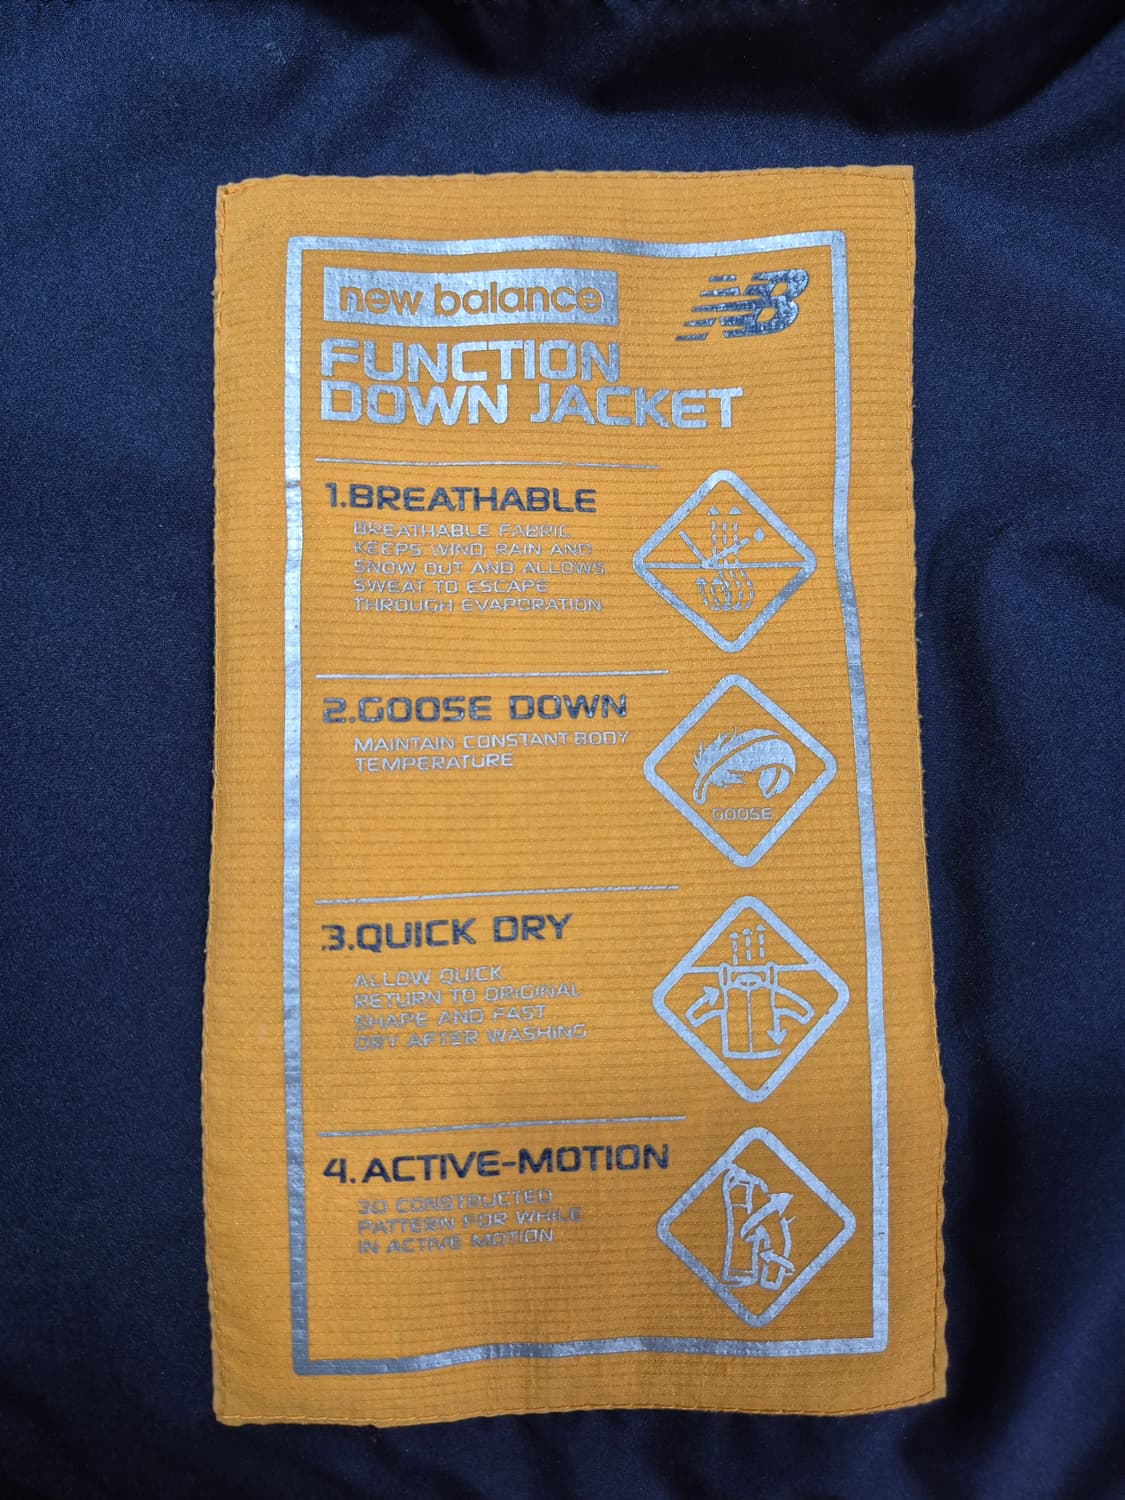 new balance
NB
FUNCTION
DOWN JACKET
1.BREATHABLE
BREATHABLE FABRIC
KEEPS WIND, RAIN AND
SNOW OUT AND ALLOWS
SWEAT TO ESCAPE
THROUGH EVAPORATION
2.GOOSE DOWN
MAINTAIN CONSTANT BODY
TEMPERATURE
GOOSE
3.QUICK DRY
ALLOW QUICK
RETURN TO ORIGINAL
SHAPE AND FAST
DRY AFTER WASHING
4.ACTIVE-MOTION
3D CONSTRUCTED
PATTERN FOR WHILE
IN ACTIVE MOTION